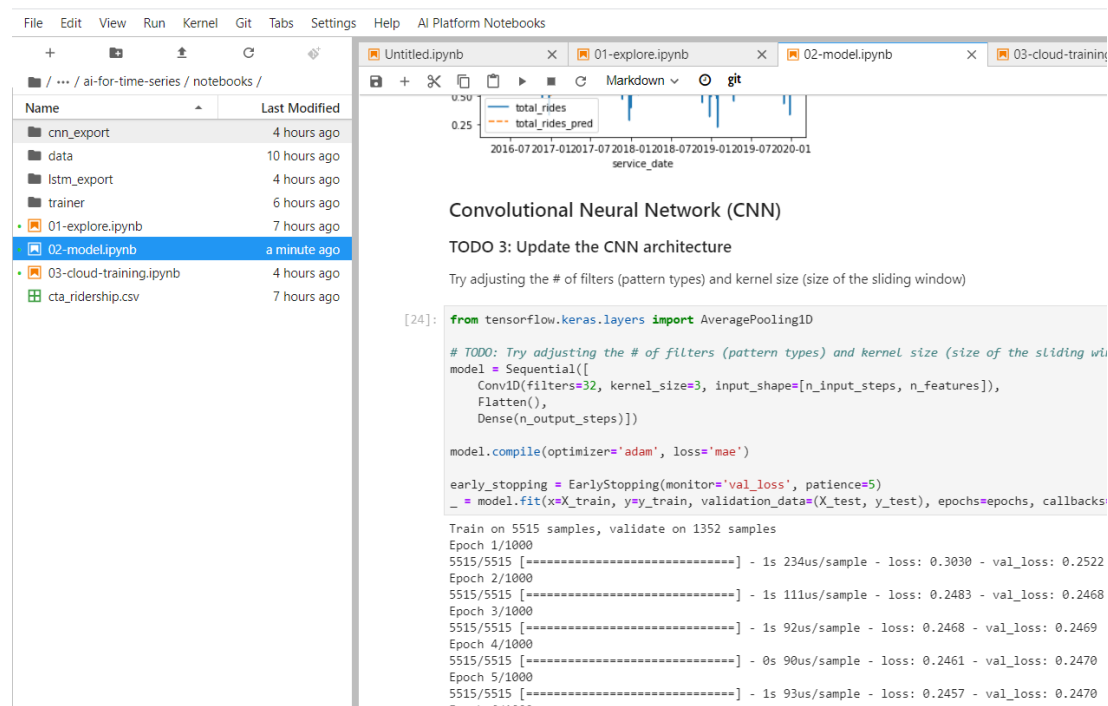 File Edit View Run Kernel Git Tabs Settings Help AI Platform Notebooks
/ ··· / ai-for-time-series / notebooks /
Name Last Modified
cnn_export 4 hours ago
data 10 hours ago
lstm_export 4 hours ago
trainer 6 hours ago
01-explore.ipynb 7 hours ago
02-model.ipynb a minute ago
03-cloud-training.ipynb 4 hours ago
cta_ridership.csv 7 hours ago
Untitled.ipynb 01-explore.ipynb 02-model.ipynb 03-cloud-training
Markdown git
0.50
total_rides
total_rides_pred
0.25
2016-07 2017-01 2017-07 2018-01 2018-07 2019-01 2019-07 2020-01
service_date
Convolutional Neural Network (CNN)
TODO 3: Update the CNN architecture
Try adjusting the # of filters (pattern types) and kernel size (size of the sliding window)
[24]: from tensorflow.keras.layers import AveragePooling1D
# TODO: Try adjusting the # of filters (pattern types) and kernel size (size of the sliding wi
model = Sequential([
Conv1D(filters=32, kernel_size=3, input_shape=[n_input_steps, n_features]),
Flatten(),
Dense(n_output_steps)])
model.compile(optimizer='adam', loss='mae')
early_stopping = EarlyStopping(monitor='val_loss', patience=5)
_ = model.fit(x=X_train, y=y_train, validation_data=(X_test, y_test), epochs=epochs, callbacks=
Train on 5515 samples, validate on 1352 samples
Epoch 1/1000
5515/5515 [==============================] - 1s 234us/sample - loss: 0.3030 - val_loss: 0.2522
Epoch 2/1000
5515/5515 [==============================] - 1s 111us/sample - loss: 0.2483 - val_loss: 0.2468
Epoch 3/1000
5515/5515 [==============================] - 1s 92us/sample - loss: 0.2468 - val_loss: 0.2469
Epoch 4/1000
5515/5515 [==============================] - 0s 90us/sample - loss: 0.2461 - val_loss: 0.2470
Epoch 5/1000
5515/5515 [==============================] - 1s 93us/sample - loss: 0.2457 - val_loss: 0.2470